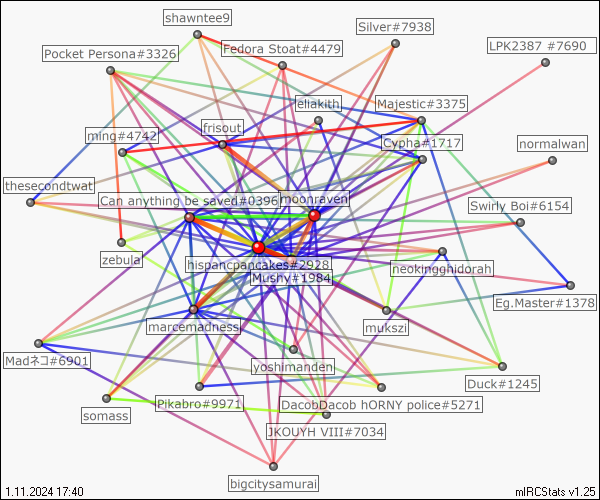 shawntee9
Silver#7938
Fedora Stoat#4479
LPK2387 #7690
Pocket Persona#3326
eliakith
Majestic#3375
frisout
ming#4742
Cypha#1717
normalwan
thesecondtwat
Can anything be saved#0396
moonraven
Swirly Boi#6154
zebula
hispancpancakes#2928
neokingghidorah
Mushy#1984
Eg.Master#1378
marcemadness
mukszi
Madネコ#6901
yoshimanden
Duck#1245
somass
Pikabro#9971
DacobDacob hORNY police#5271
JKOUYH VIII#7034
bigcitysamurai
1.11.2024 17:40
mIRCStats v1.25